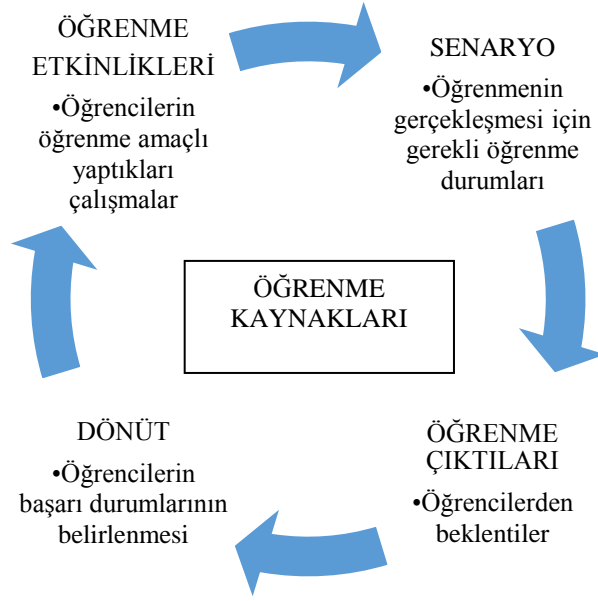 ÖĞRENME
ETKİNLİKLERİ
•Öğrencilerin
öğrenme amaçlı
yaptıkları
çalışmalar
SENARYO
•Öğrenmenin
gerçekleşmesi için
gerekli öğrenme
durumları
ÖĞRENME
KAYNAKLARI
DÖNÜT
•Öğrencilerin
başarı durumlarının
belirlenmesi
ÖĞRENME
ÇIKTILARI
•Öğrencilerden
beklentiler